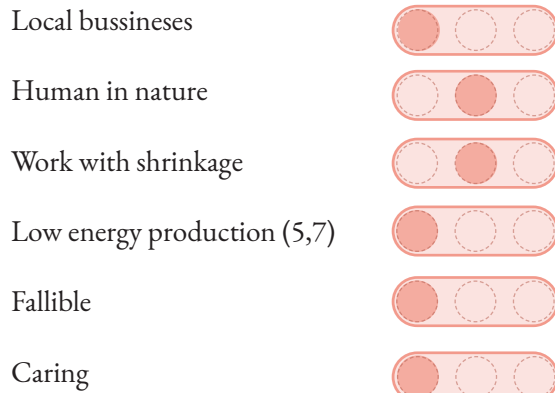 Local bussineses
Human in nature
Work with shrinkage
Low energy production (5,7)
Fallible
Caring